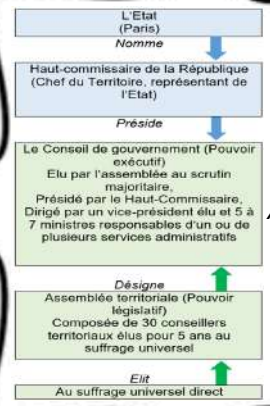 L'Etat
(Paris)
Nomme
Haut-commissaire de la République
(Chef du Territoire, représentant de
l'Etat)
Préside
Le Conseil de gouvernement (Pouvoir
exécutif)
Elu par l'assemblée au scrutin
majoritaire,
Présidé par le Haut-Commissaire,
Dirigé par un vice-président élu et 5 à
7 ministres responsables d'un ou de
plusieurs services administratifs
Désigne
Assemblée territoriale (Pouvoir
législatif)
Composée de 30 conseillers
territoriaux élus pour 5 ans au
suffrage universel
Elit
Au suffrage universel direct